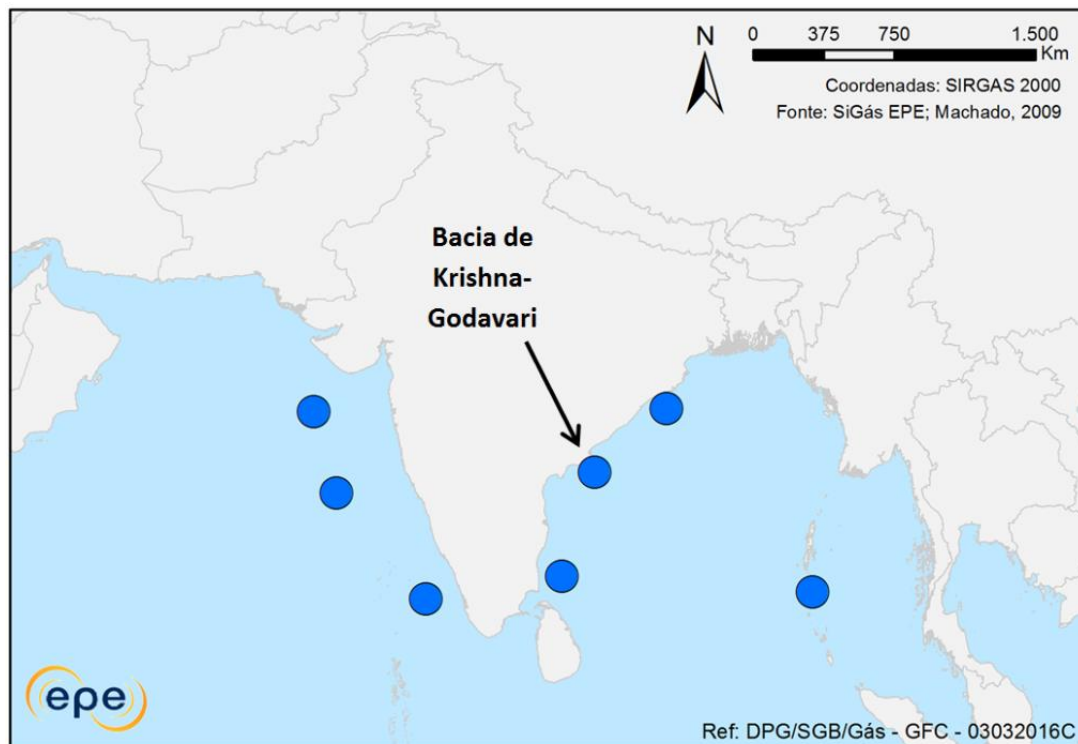 N
0 375 750 1.500
Km
Coordenadas: SIRGAS 2000
Fonte: SiGás EPE; Machado, 2009
Bacia de
Krishna-
Godavari
epe
Ref: DPG/SGB/Gás - GFC - 03032016C